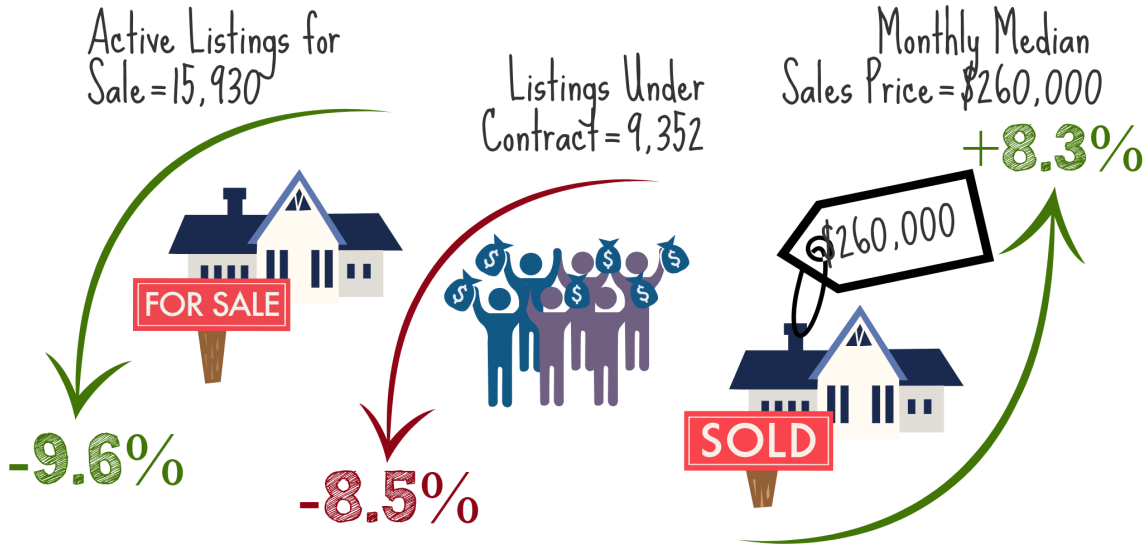 Active Listings for
Sale=15,930
-9.6%
FOR SALE
Listings Under
Contract=9,352
-8.5%
$ $ $ $ $ $
Monthly Median
Sales Price=$260,000
+8.3%
$260,000
SOLD